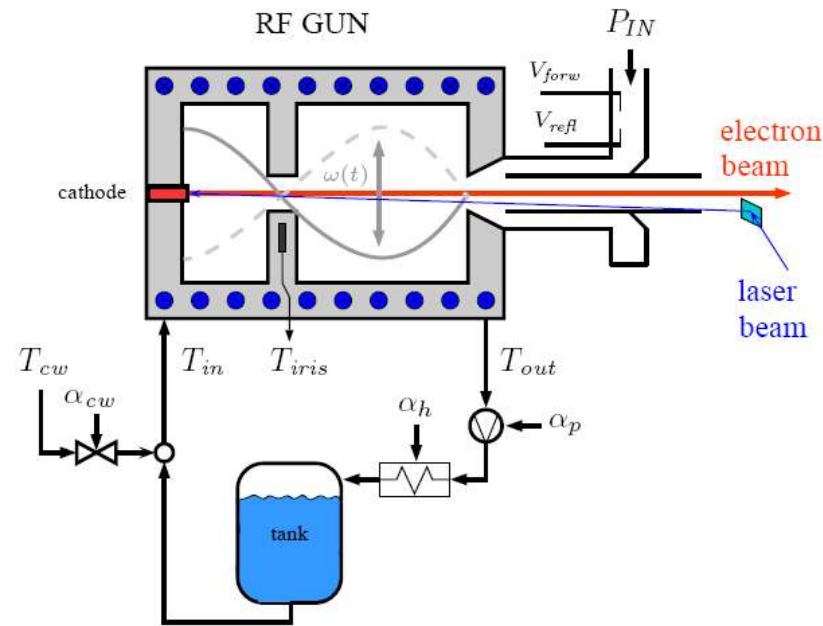 RF GUN
P_IN
V_forw
V_refl
electron
beam
cathode
ω(t)
laser
beam
T_cw
T_in
T_iris
T_out
α_cw
α_h
α_p
tank